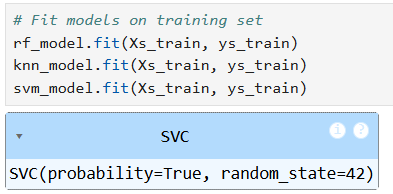 # Fit models on training set
rf_model.fit(Xs_train, ys_train)
knn_model.fit(Xs_train, ys_train)
svm_model.fit(Xs_train, ys_train)
▾ SVC i ?
SVC(probability=True, random_state=42)